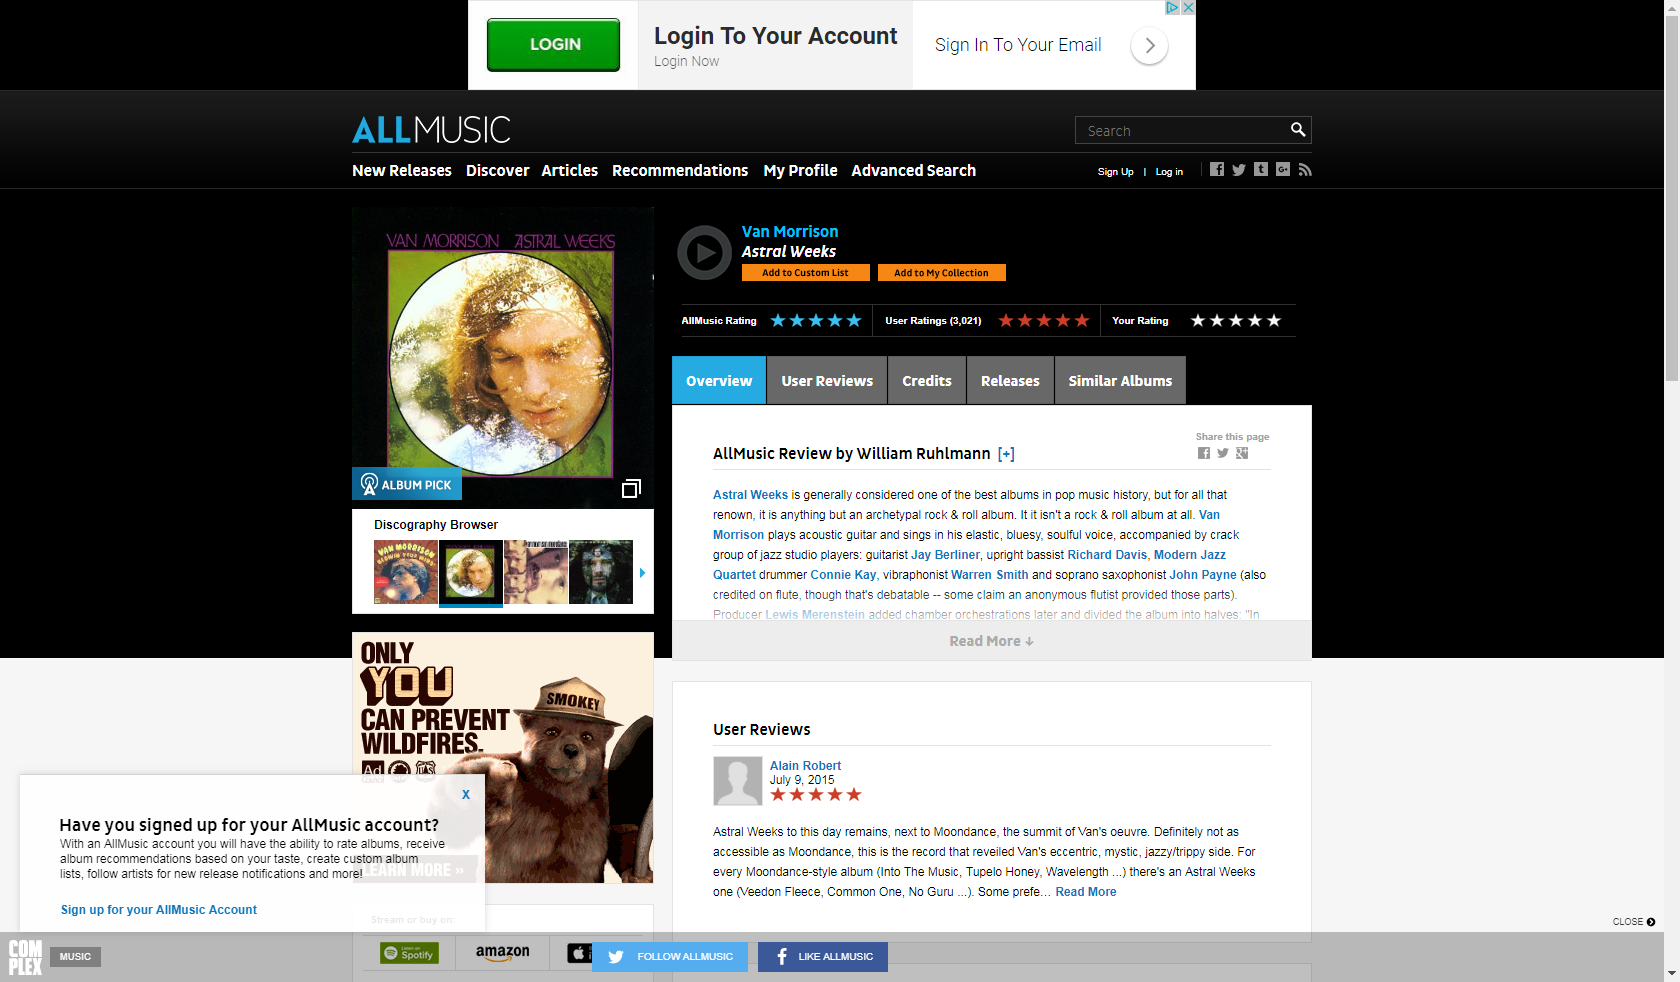 LOGIN
Login To Your Account
Login Now
Sign In To Your Email
ALLMUSIC
Search
New Releases
Discover
Articles
Recommendations
My Profile
Advanced Search
Sign Up | Log in
VAN MORRISON ASTRAL WEEKS
ALBUM PICK
Van Morrison
Astral Weeks
Add to Custom List
Add to My Collection
AllMusic Rating
User Ratings (3,021)
Your Rating
Overview
User Reviews
Credits
Releases
Similar Albums
Share this page
AllMusic Review by William Ruhlmann [+]
Astral Weeks is generally considered one of the best albums in pop music history, but for all that
renown, it is anything but an archetypal rock & roll album. It it isn't a rock & roll album at all. Van
Morrison plays acoustic guitar and sings in his elastic, bluesy, soulful voice, accompanied by crack
group of jazz studio players: guitarist Jay Berliner, upright bassist Richard Davis, Modern Jazz
Quartet drummer Connie Kay, vibraphonist Warren Smith and soprano saxophonist John Payne (also
credited on flute, though that's debatable -- some claim an anonymous flutist provided those parts).
Producer Lewis Merenstein added chamber orchestrations later and divided the album into halves: "In
Read More ↓
Discography Browser
VAN MORRISON
ONLY
YOU
CAN PREVENT
WILDFIRES.
SMOKEY
Ad
LEARN MORE »
User Reviews
Alain Robert
July 9, 2015
Astral Weeks to this day remains, next to Moondance, the summit of Van's oeuvre. Definitely not as
accessible as Moondance, this is the record that reveiled Van's eccentric, mystic, jazzy/trippy side. For
every Moondance-style album (Into The Music, Tupelo Honey, Wavelength ...) there's an Astral Weeks
one (Veedon Fleece, Common One, No Guru ...). Some prefe... Read More
X
Have you signed up for your AllMusic account?
With an AllMusic account you will have the ability to rate albums, receive
album recommendations based on your taste, create custom album
lists, follow artists for new release notifications and more!
Sign up for your AllMusic Account
Stream or buy on:
Spotify
amazon
CLOSE
COMPLEX
MUSIC
FOLLOW ALLMUSIC
LIKE ALLMUSIC